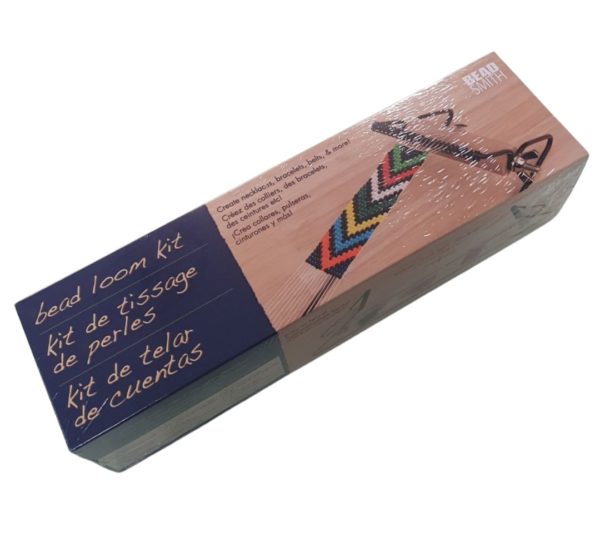 BEAD
SMITH
Create necklaces, bracelets, belts, & more!
Créez des colliers, des bracelets,
des ceintures etc!
¡Crea collares, pulseras,
cinturones y más!
bead loom kit
kit de tissage
de perles
kit de telar
de cuentas